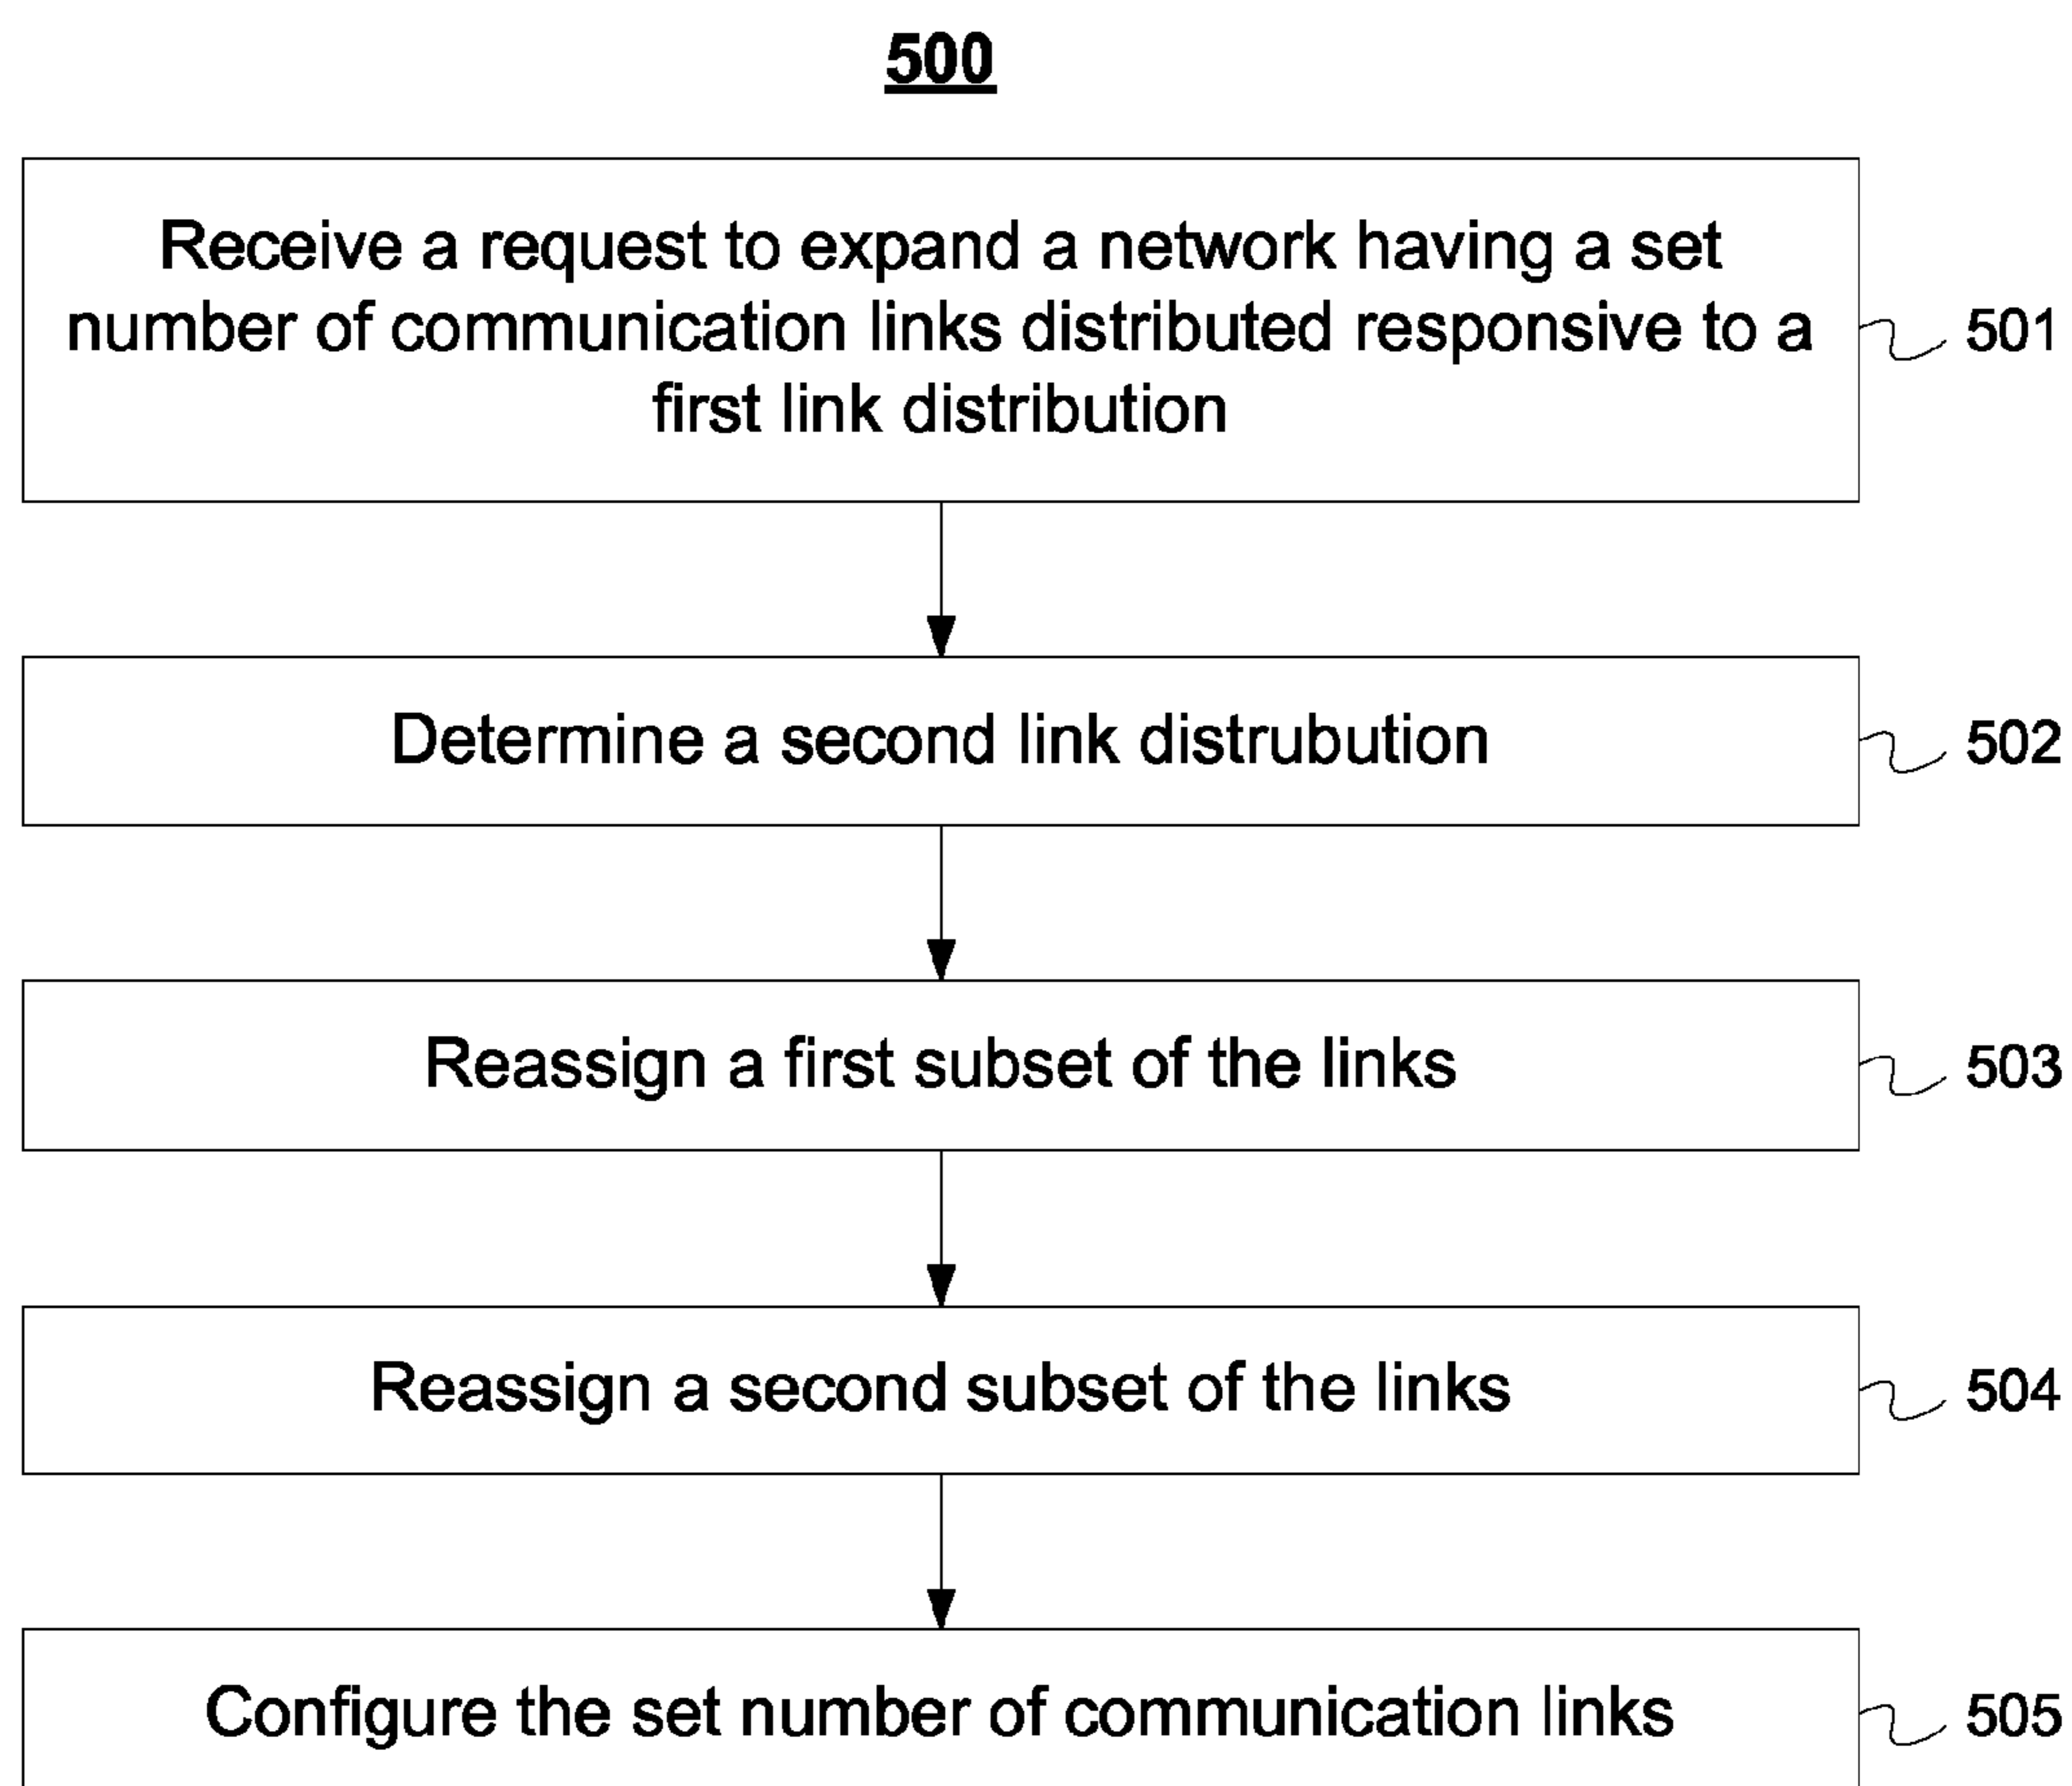 500
Receive a request to expand a network having a set
number of communication links distributed responsive to a
first link distribution
501
Determine a second link distrubution
502
Reassign a first subset of the links
503
Reassign a second subset of the links
504
Configure the set number of communication links
505